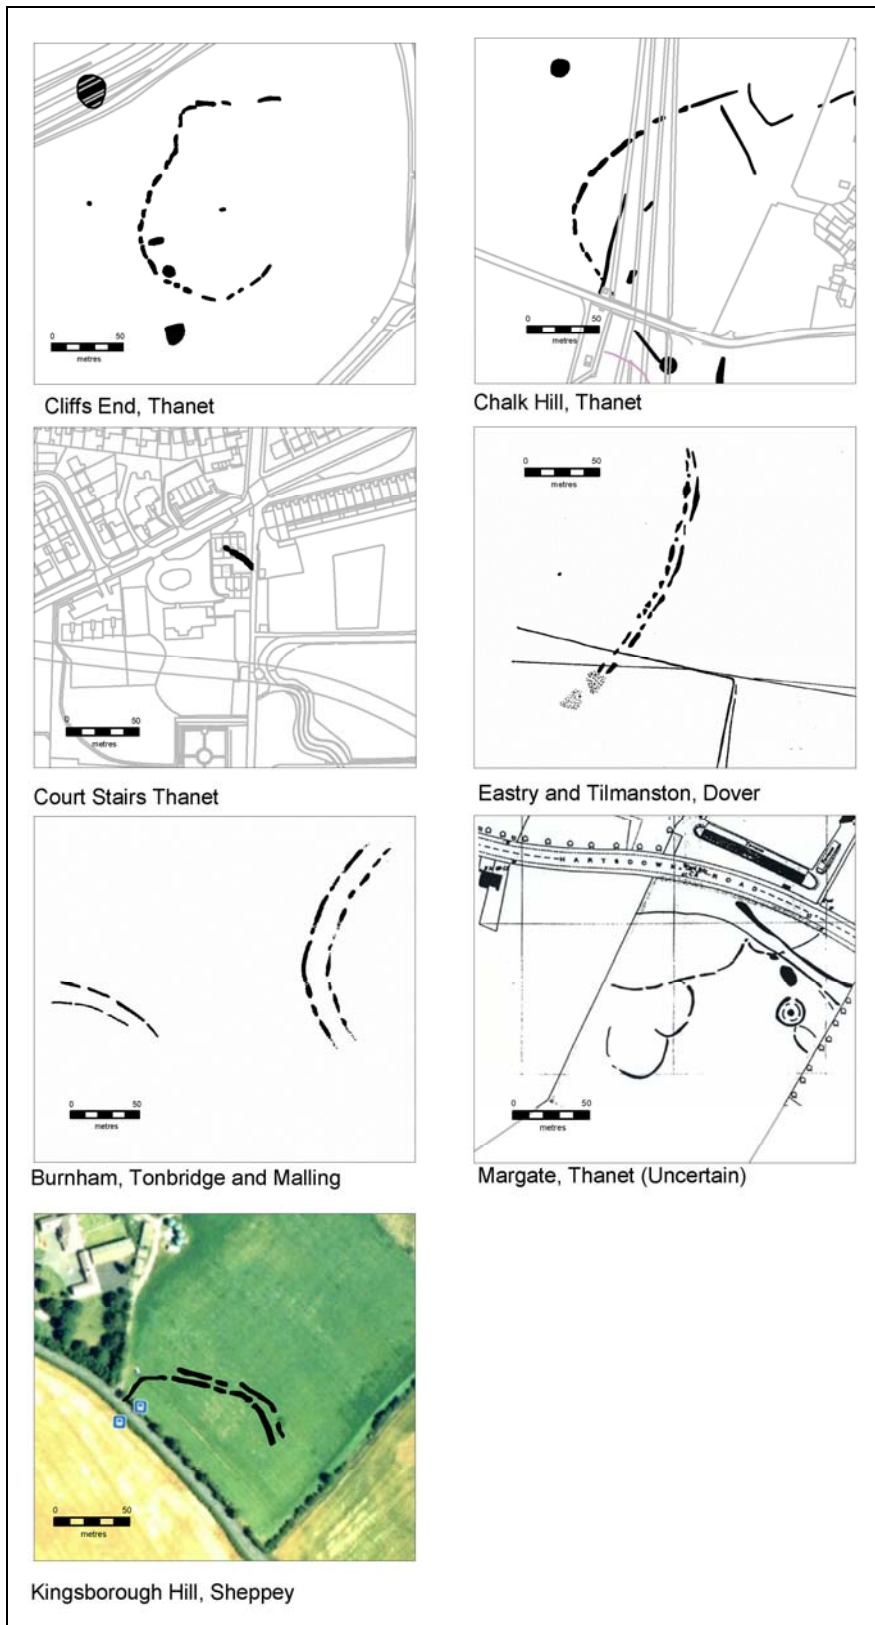 0 50
metres
Cliffs End, Thanet
0 50
metres
Chalk Hill, Thanet
0 50
metres
Court Stairs Thanet
0 50
metres
Eastry and Tilmanston, Dover
0 50
metres
Burnham, Tonbridge and Malling
ROAD
0 50
metres
Margate, Thanet (Uncertain)
0 50
metres
Kingsborough Hill, Sheppey